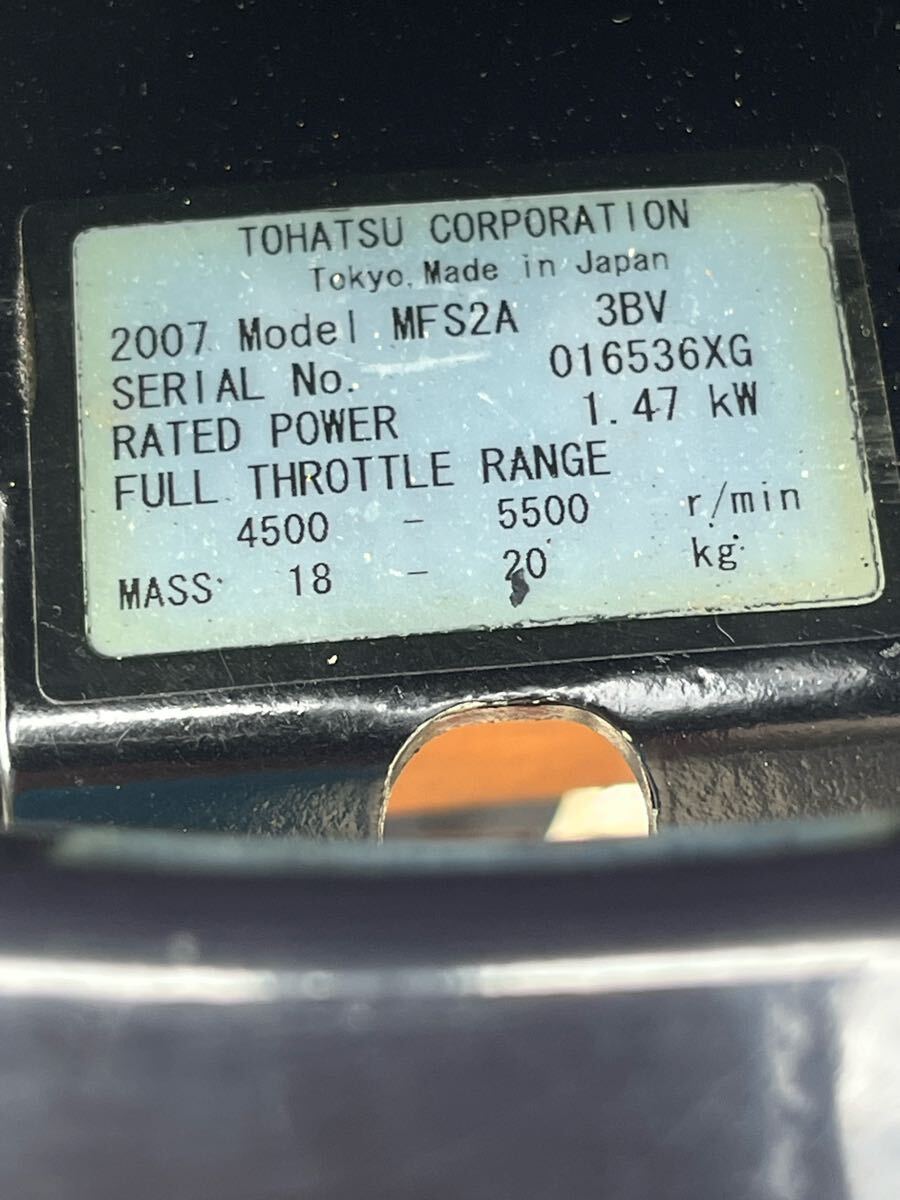 TOHATSU CORPORATION
Tokyo, Made in Japan
2007 Model MFS2A 3BV
SERIAL No. 016536XG
RATED POWER 1.47 kW
FULL THROTTLE RANGE
4500 - 5500 r/min
MASS 18 - 20 kg